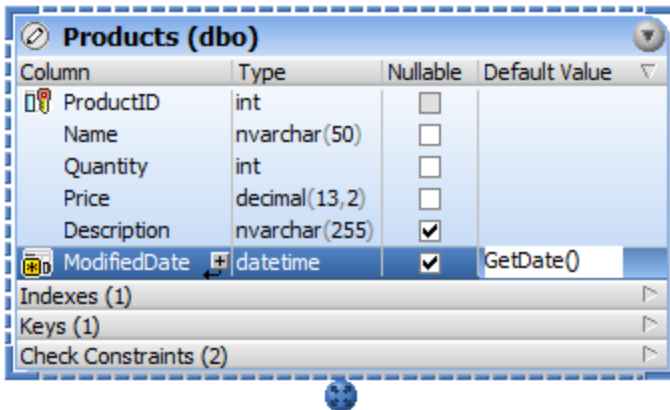 Products (dbo)
Column Type Nullable Default Value
ProductID int
Name nvarchar(50)
Quantity int
Price decimal(13,2)
Description nvarchar(255)
ModifiedDate datetime GetDate()
Indexes (1)
Keys (1)
Check Constraints (2)